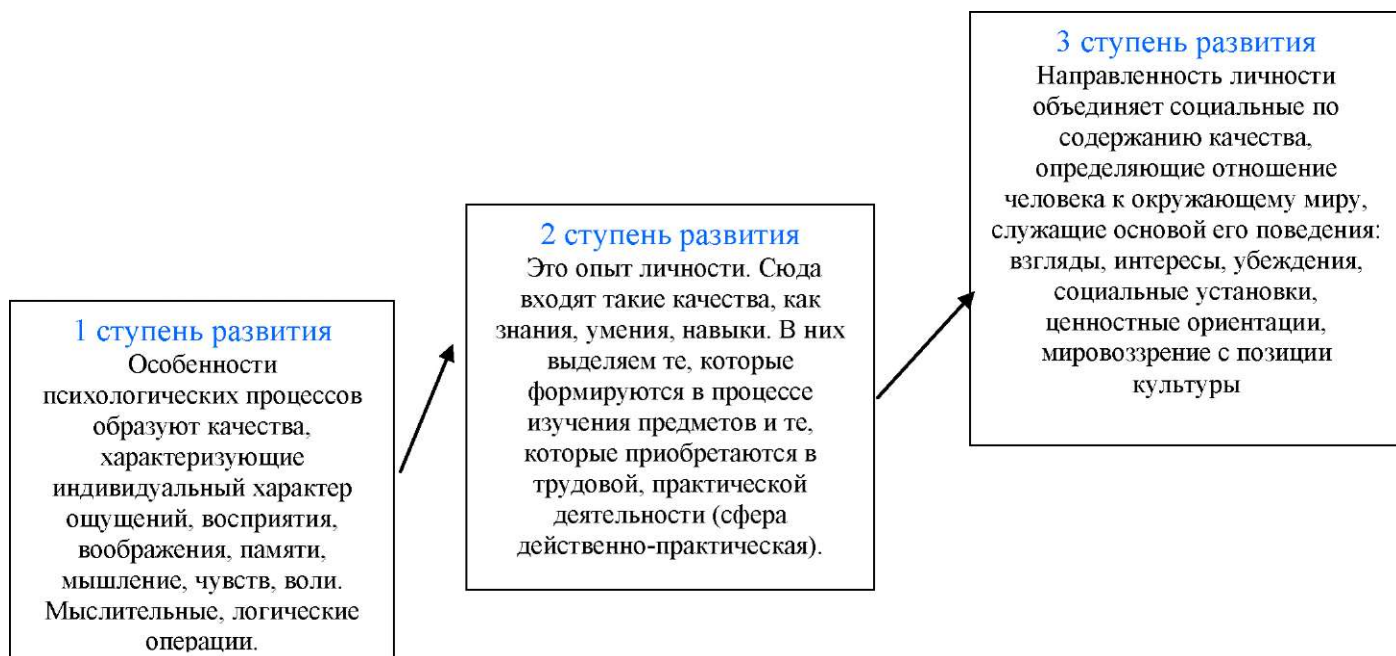 1 ступень развития
Особенности
психологических процессов
образуют качества,
характеризующие
индивидуальный характер
ощущений, восприятия,
воображения, памяти,
мышление, чувств, воли.
Мыслительные, логические
операции.
2 ступень развития
Это опыт личности. Сюда
входят такие качества, как
знания, умения, навыки. В них
выделяем те, которые
формируются в процессе
изучения предметов и те,
которые приобретаются в
трудовой, практической
деятельности (сфера
действенно-практическая).
3 ступень развития
Направленность личности
объединяет социальные по
содержанию качества,
определяющие отношение
человека к окружающему миру,
служащие основой его поведения:
взгляды, интересы, убеждения,
социальные установки,
ценностные ориентации,
мировоззрение с позиции
культуры